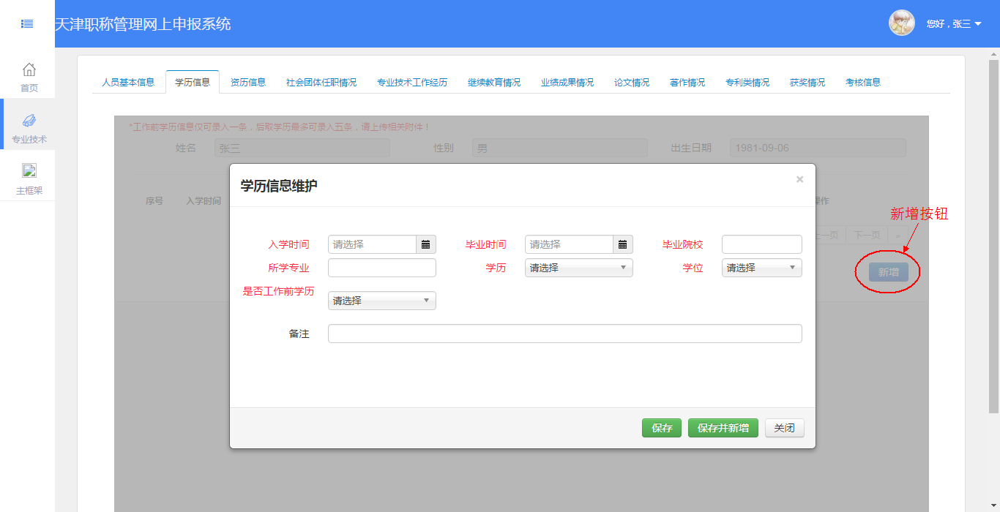 天津职称管理网上申报系统
您好，张三
首页
专业技术
主框架
人员基本信息 学历信息 资历信息 社会团体任职情况 专业技术工作经历 继续教育情况 业绩成果情况 论文情况 著作情况 专利类情况 获奖情况 考核信息
*工作前学历信息仅可录入一条，后取学历最多可录入五条，请上传相关附件！
姓名 张三 性别 男 出生日期 1981-09-06
序号 入学时间 操作
新增按钮
上一页 下一页 »
新增
学历信息维护 ×
入学时间 请选择 毕业时间 请选择 毕业院校
所学专业 学历 请选择 学位 请选择
是否工作前学历 请选择
备注
保存 保存并新增 关闭